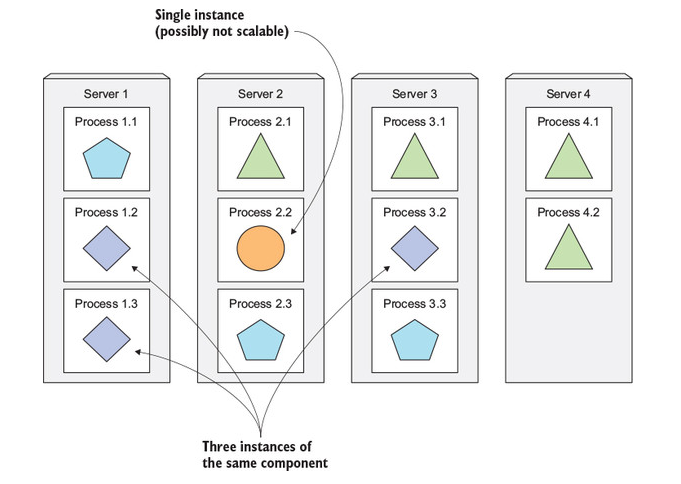 Single instance
(possibly not scalable)
Server 1
Server 2
Server 3
Server 4
Process 1.1
Process 2.1
Process 3.1
Process 4.1
Process 1.2
Process 2.2
Process 3.2
Process 4.2
Process 1.3
Process 2.3
Process 3.3
Three instances of
the same component